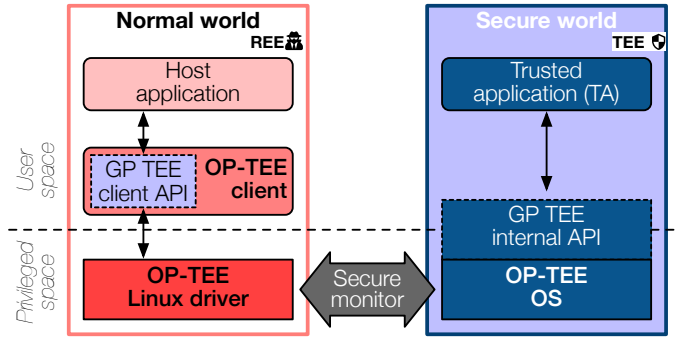 Normal world
REE
Host
application
GP TEE
client API
OP-TEE
client
OP-TEE
Linux driver
Secure
monitor
Secure world
TEE
Trusted
application (TA)
GP TEE
internal API
OP-TEE
OS
User
space
Privileged
space